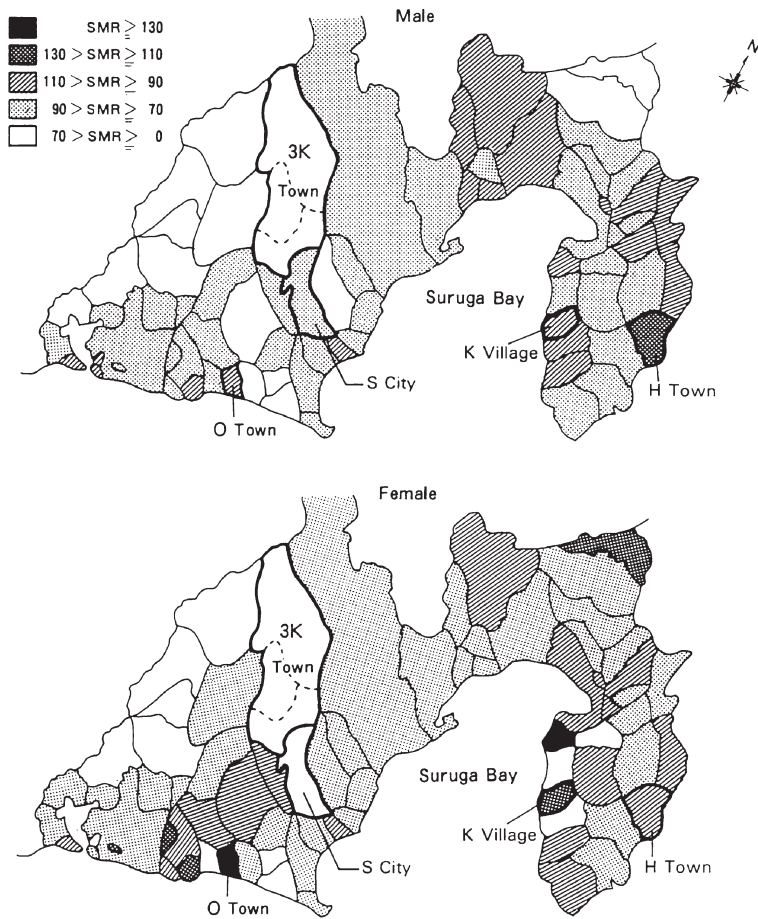 Male
SMR ≧ 130
130 > SMR ≧ 110
110 > SMR ≧ 90
90 > SMR ≧ 70
70 > SMR ≧ 0
N
3K
Town
Suruga Bay
K Village
S City
H Town
O Town
Female
3K
Town
Suruga Bay
K Village
S City
H Town
O Town